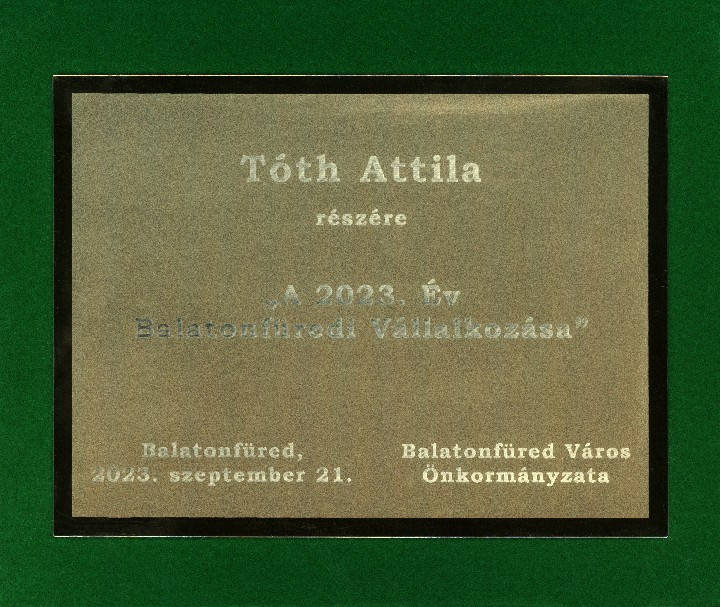 Tóth Attila
részére
„A 2023. Év
Balatonfüredi Vállalkozása”
Balatonfüred,
2023. szeptember 21.
Balatonfüred Város
Önkormányzata